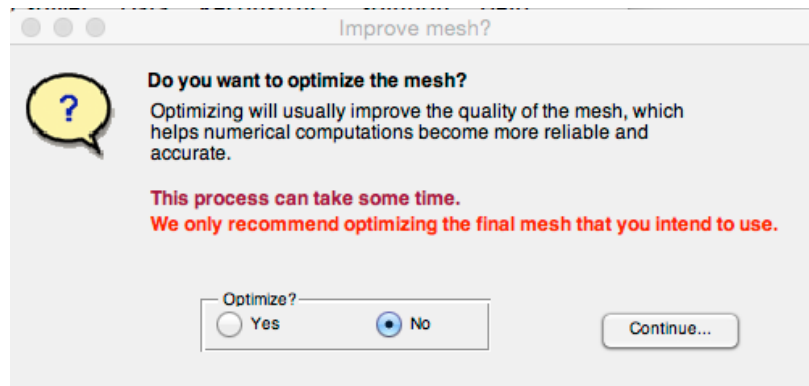 Improve mesh?
?
Do you want to optimize the mesh?
Optimizing will usually improve the quality of the mesh, which
helps numerical computations become more reliable and
accurate.
This process can take some time.
We only recommend optimizing the final mesh that you intend to use.
Optimize?
Yes No
Continue...